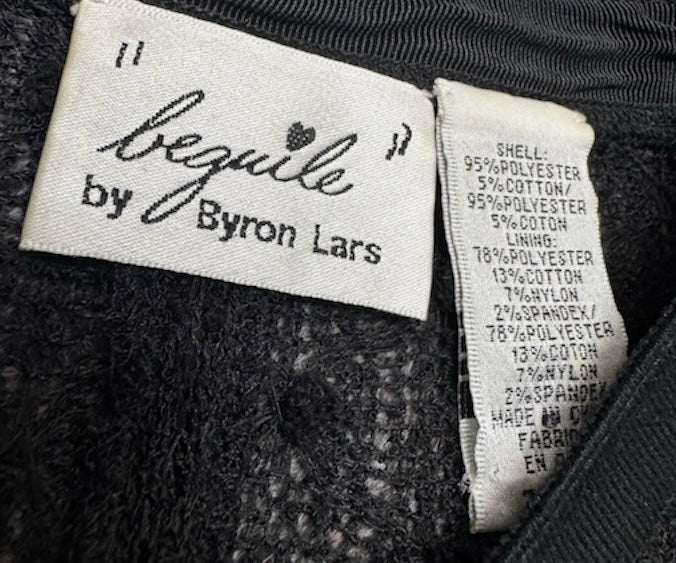 " beguile "
by Byron Lars
SHELL:
95%POLYESTER
5%COTTON/
95%POLYESTER
5%COTON
LINING:
78%POLYESTER
13%COTTON
7%NYLON
2%SPANDEX/
78%POLYESTER
13%COTON
7%NYLON
2%SPANDEX
MADE IN
EN